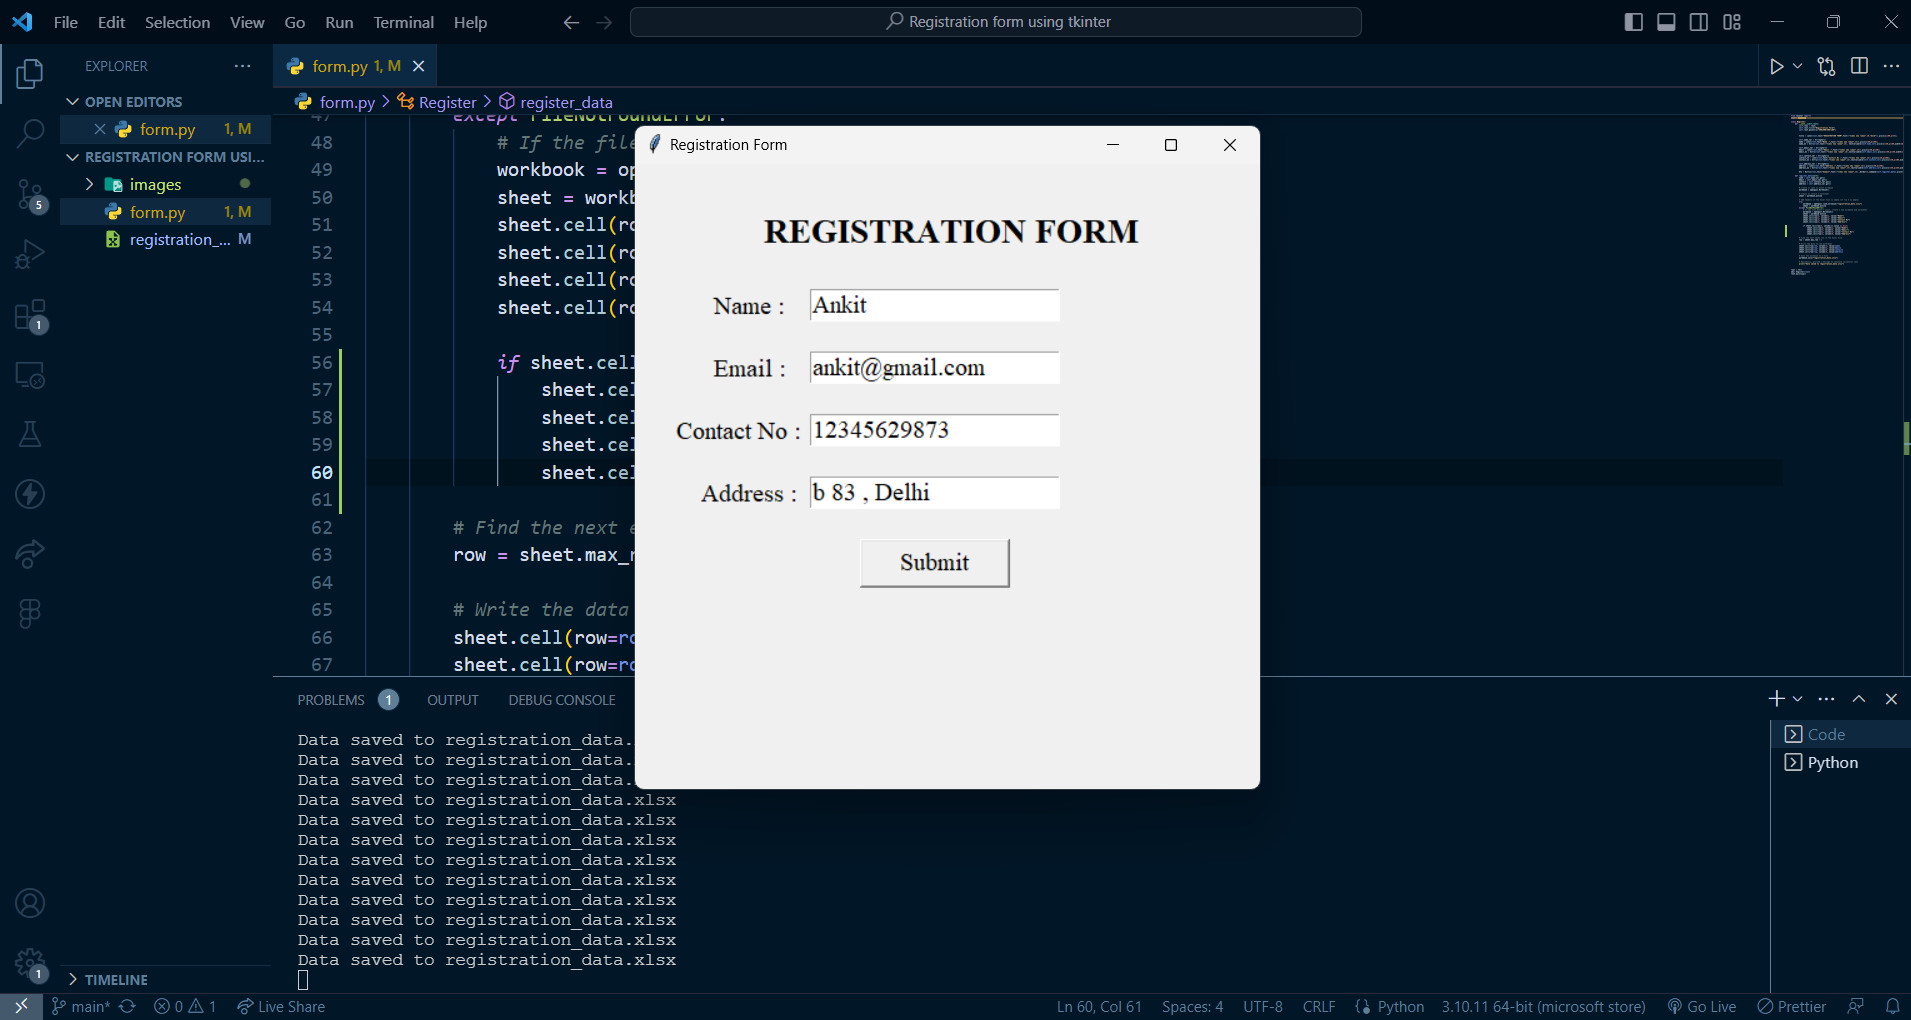 File Edit Selection View Go Run Terminal Help
Registration form using tkinter
EXPLORER
form.py 1, M
OPEN EDITORS
form.py > Register > register_data
form.py 1, M
REGISTRATION FORM USI...
images
form.py 1, M
registration_... M
5
1
1
47 except FileNotFoundError:
48 # If the file
49 workbook = op
50 sheet = workb
51 sheet.cell(ro
52 sheet.cell(ro
53 sheet.cell(ro
54 sheet.cell(ro
55
56 if sheet.cell
57 sheet.cel
58 sheet.cel
59 sheet.cel
60 sheet.cel
61
62 # Find the next e
63 row = sheet.max_r
64
65 # Write the data
66 sheet.cell(row=ro
67 sheet.cell(row=ro
Registration Form
REGISTRATION FORM
Name : Ankit
Email : ankit@gmail.com
Contact No : 12345629873
Address : b 83 , Delhi
Submit
PROBLEMS 1 OUTPUT DEBUG CONSOLE
Data saved to registration_data.
Data saved to registration_data.
Data saved to registration_data.
Data saved to registration_data.xlsx
Data saved to registration_data.xlsx
Data saved to registration_data.xlsx
Data saved to registration_data.xlsx
Data saved to registration_data.xlsx
Data saved to registration_data.xlsx
Data saved to registration_data.xlsx
Data saved to registration_data.xlsx
Data saved to registration_data.xlsx
Code
Python
TIMELINE
main* 0 1 Live Share
Ln 60, Col 61 Spaces: 4 UTF-8 CRLF Python 3.10.11 64-bit (microsoft store) Go Live Prettier